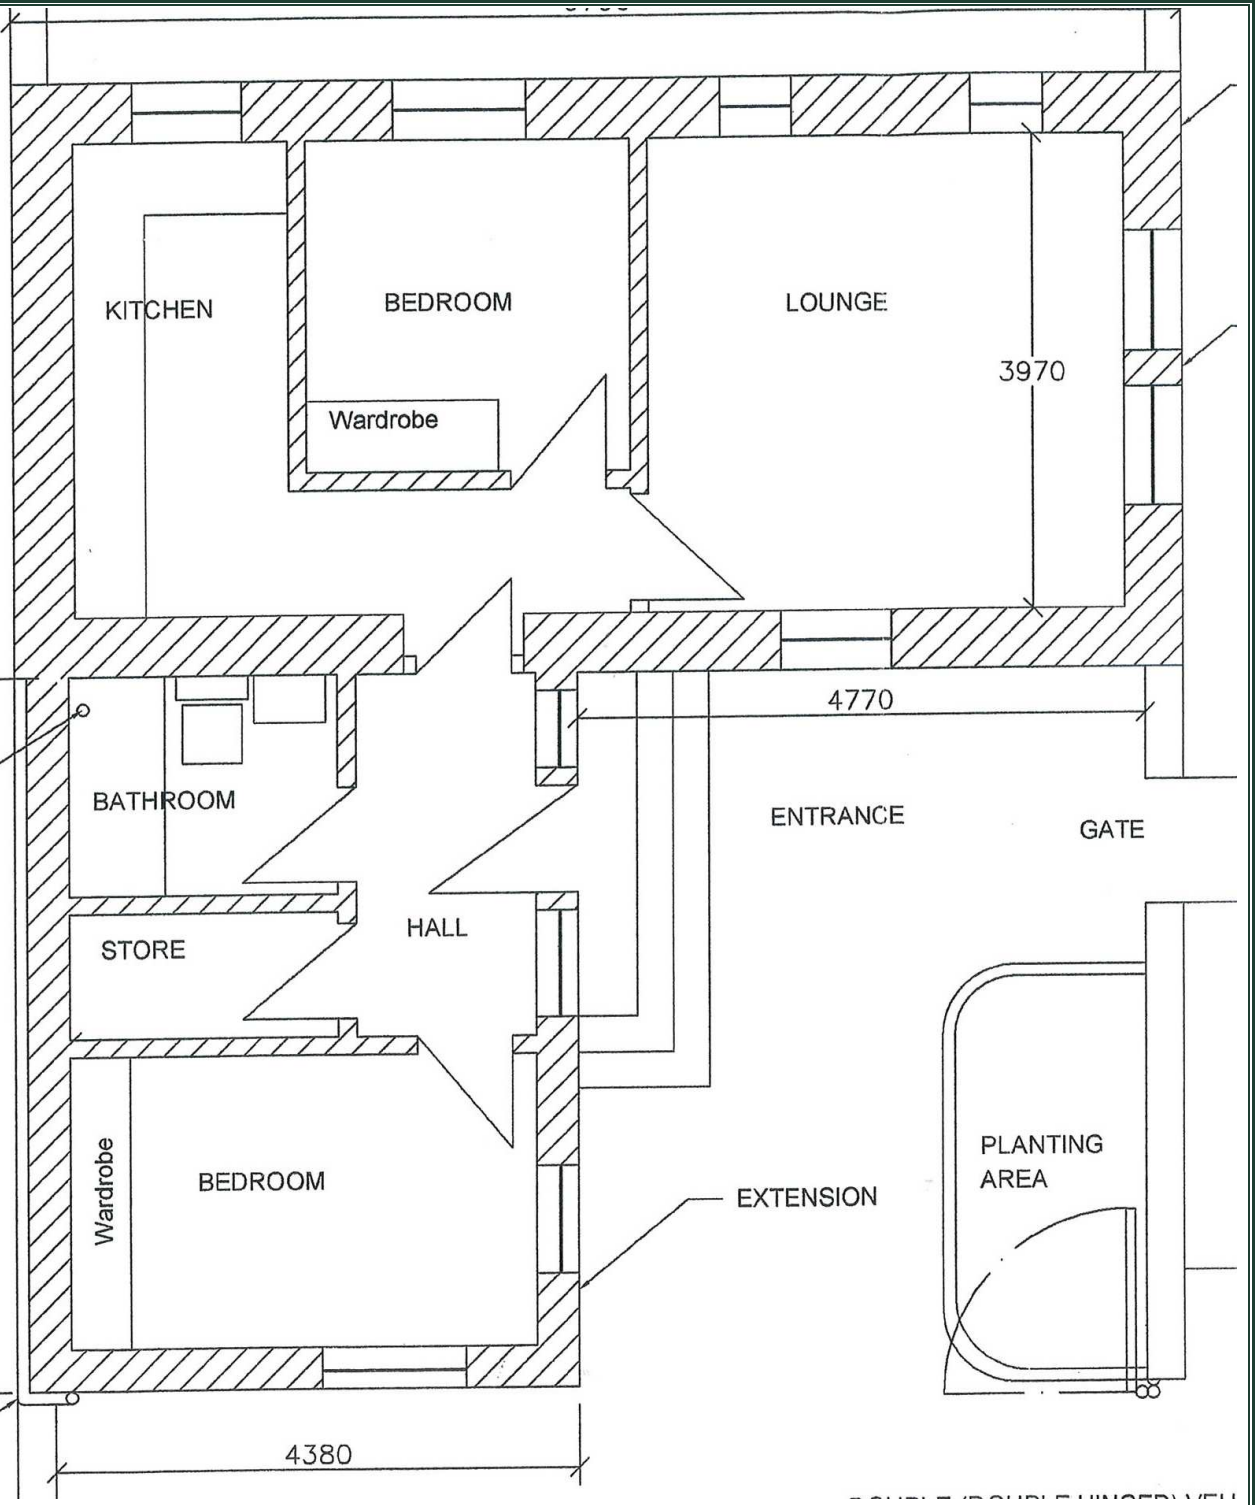 KITCHEN
BEDROOM
LOUNGE
3970
Wardrobe
4770
BATHROOM
ENTRANCE
GATE
HALL
STORE
PLANTING
AREA
Wardrobe
BEDROOM
EXTENSION
4380